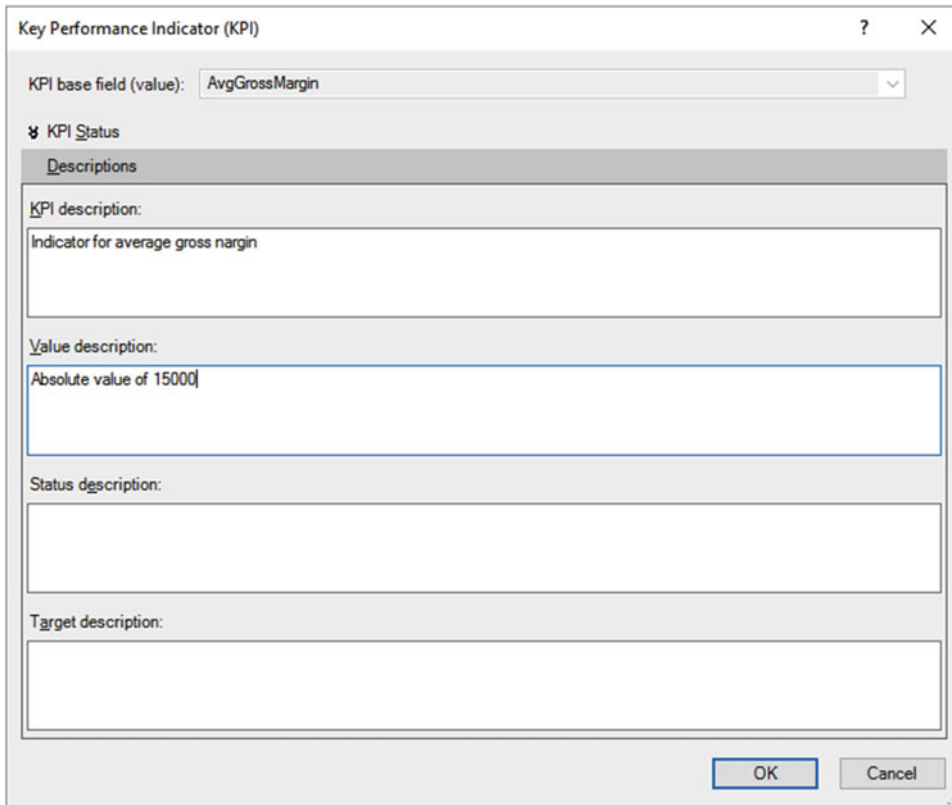 Key Performance Indicator (KPI) ?
KPI base field (value): AvgGrossMargin
KPI Status
Descriptions
KPI description:
Indicator for average gross nargin
Value description:
Absolute value of 15000
Status description:
Target description:
OK Cancel